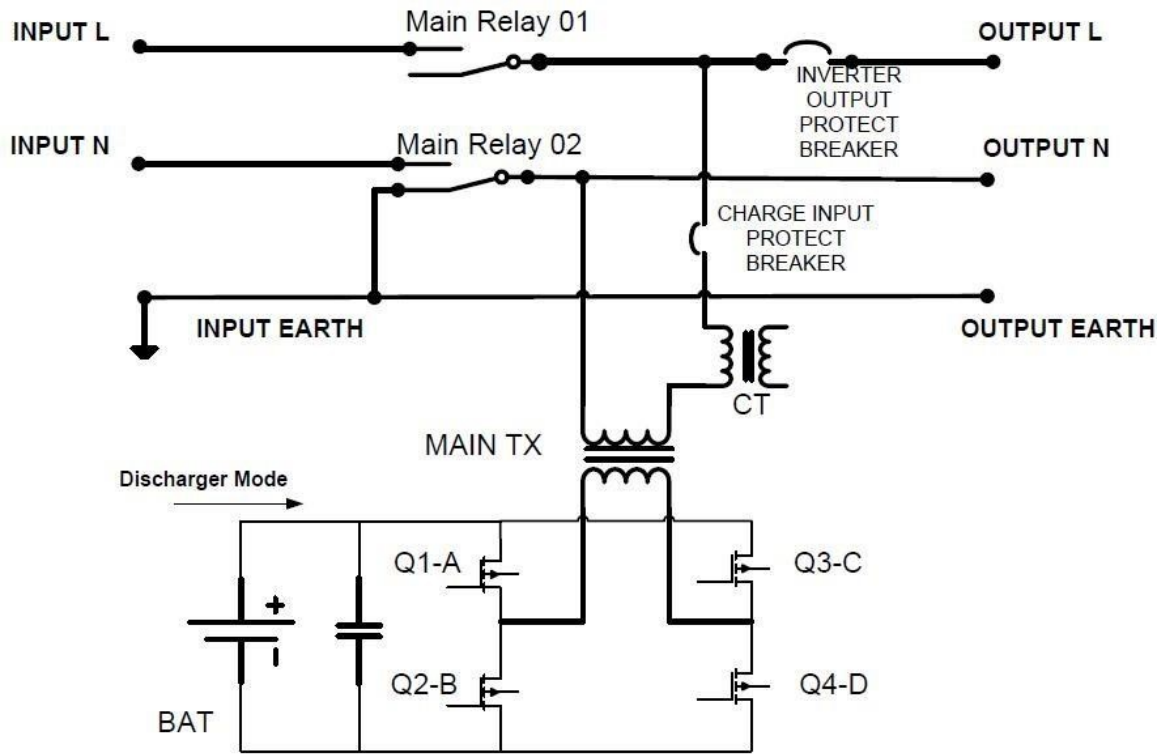 INPUT L
Main Relay 01
OUTPUT L
INVERTER
OUTPUT
PROTECT
BREAKER
INPUT N
Main Relay 02
OUTPUT N
CHARGE INPUT
PROTECT
BREAKER
INPUT EARTH
OUTPUT EARTH
CT
MAIN TX
Discharger Mode
Q1-A
Q3-C
+
Q2-B
Q4-D
BAT